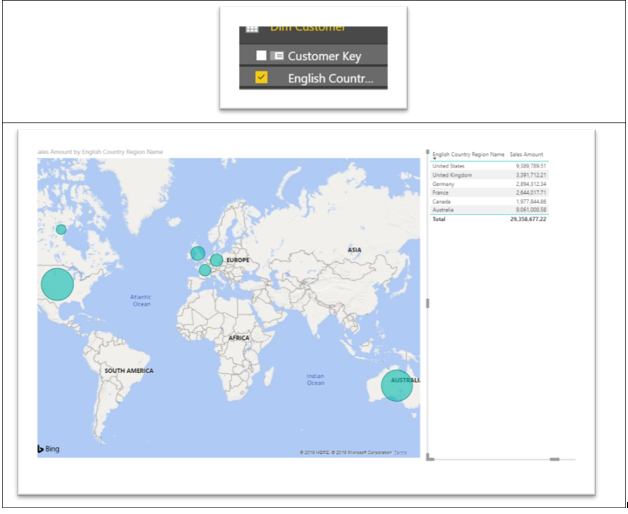 Dim Customer
Customer Key
English Countr...
ales Amount by English Country Region Name
English Country Region Name Sales Amount
United States 9,389,789.51
United Kingdom 3,391,712.21
Germany 2,894,312.34
France 2,644,017.71
Canada 1,977,844.86
Australia 9,061,000.58
Total 29,358,677.22
ASIA
EUROPE
Atlantic
Ocean
AFRICA
SOUTH AMERICA
Indian
Ocean
AUSTRALI
Bing
© 2016 HERE, © 2016 Microsoft Corporation Terms